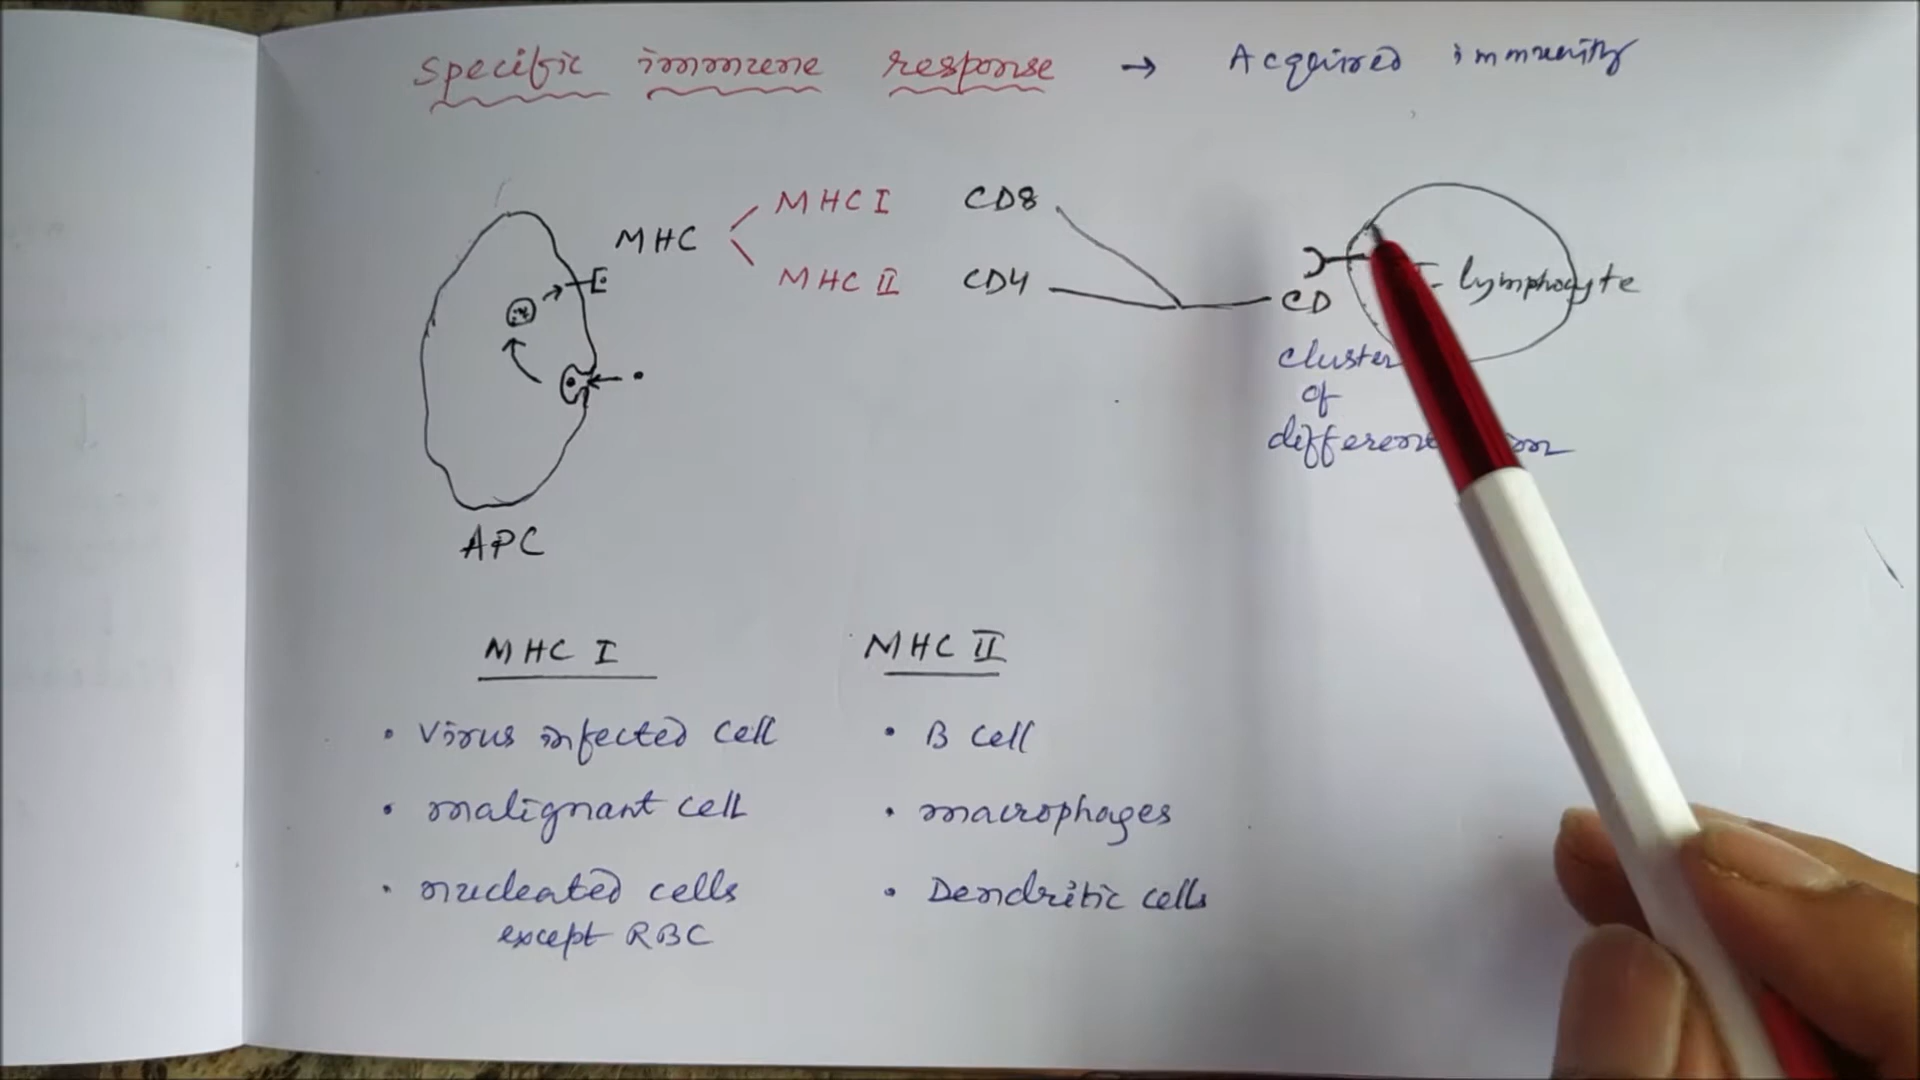 Specific immune response → Acquired immunity
MHC
MHC I CD8
MHC II CD4
CD
T- lymphocyte
cluster
of
APC
MHC I
• Virus infected cell
• malignant cell
• nucleated cells
except RBC
MHC II
• B cell
• macrophages
• Dendritic cells